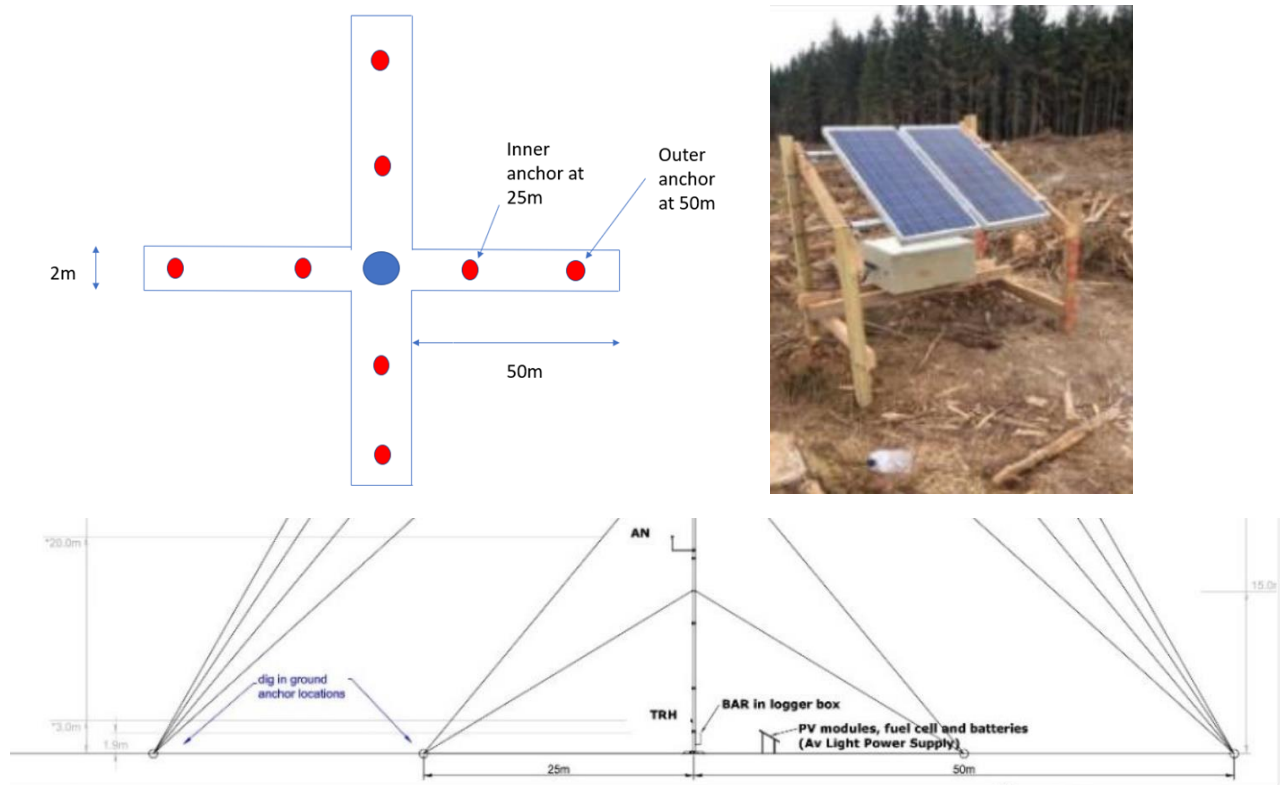 Inner
anchor at
25m
Outer
anchor
at 50m
2m
50m
*20.0m
AN
15.0m
dig in ground
anchor locations
*3.0m
1.9m
TRH
BAR in logger box
PV modules, fuel cell and batteries
(Av Light Power Supply)
25m
50m